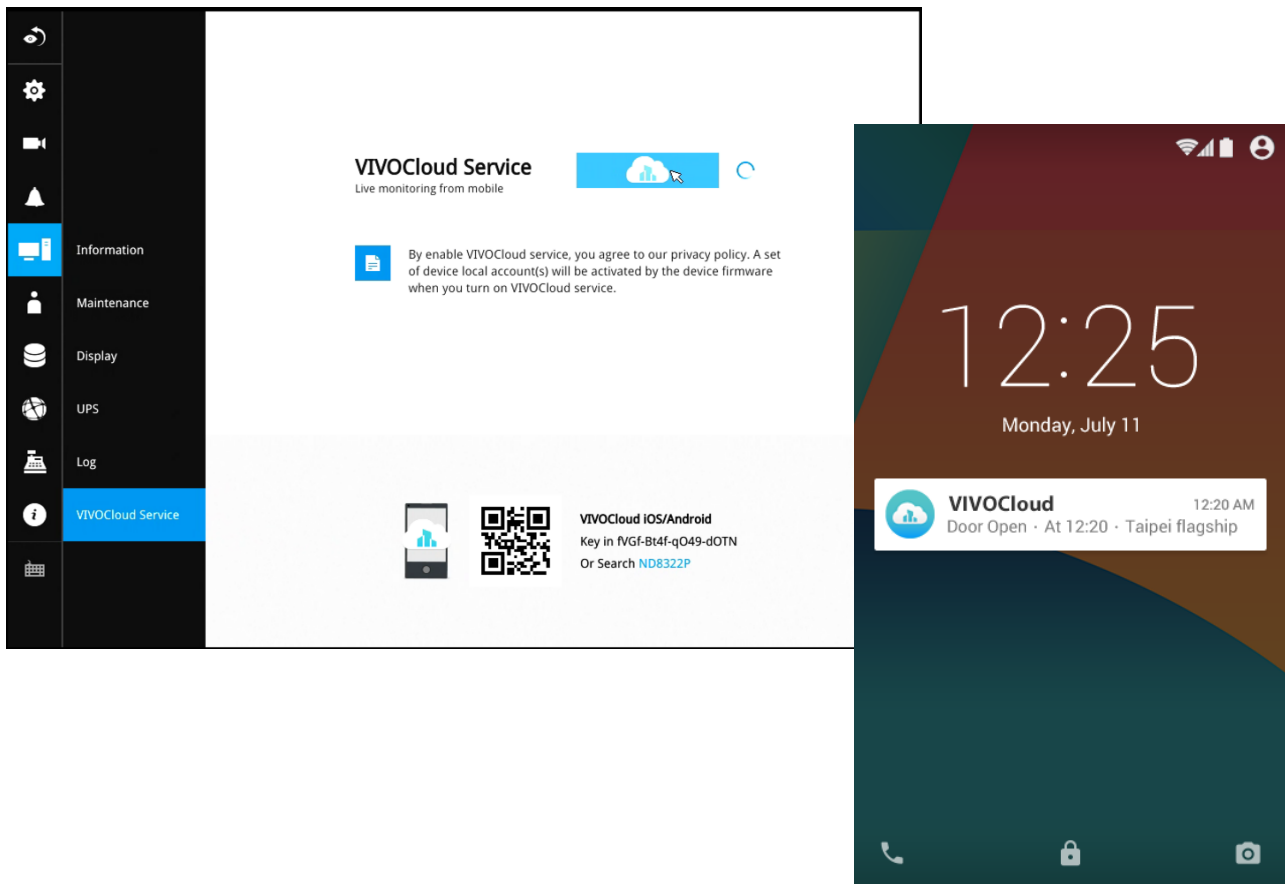 VIVOCloud Service
Live monitoring from mobile
By enable VIVOCloud service, you agree to our privacy policy. A set
of device local account(s) will be activated by the device firmware
when you turn on VIVOCloud service.
Information
Maintenance
Display
UPS
Log
VIVOCloud Service
VIVOCloud iOS/Android
Key in fVGf-Bt4f-qO49-dOTN
Or Search ND8322P
12:25
Monday, July 11
VIVOCloud 12:20 AM
Door Open · At 12:20 · Taipei flagship